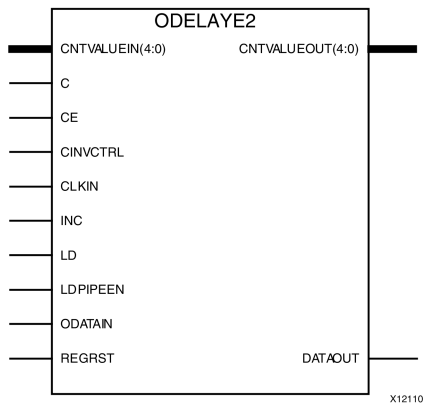 ODELAYE2
CNTVALUEIN(4:0) CNTVALUEOUT(4:0)
C
CE
CINVCTRL
CLKIN
INC
LD
LDPIPEEN
ODATAIN
REGRST DATAOUT
X12110